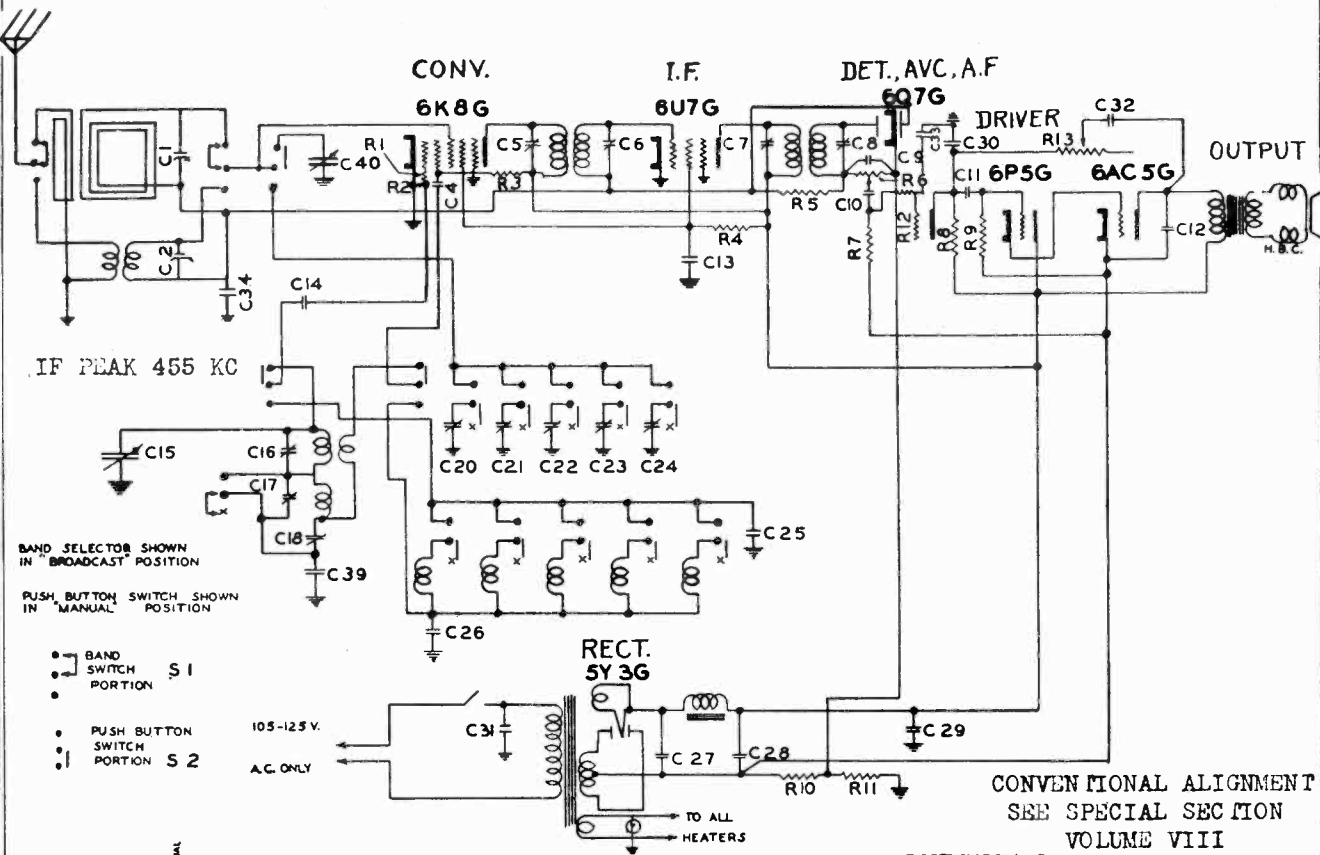 CONV.
6K8G
I.F.
6U7G
DET., AVC, A.F
6Q7G
DRIVER
6P5G
6AC5G
OUTPUT
H.B.C.
C1
C2
C34
C40
R1
R2
C4
R3
C5
C6
C7
C8
C9
R6
R5
C10
R4
C13
R7
R12
C33
C30
C11
R8
R9
R13
C32
C12
C14
IF PEAK 455 KC
C15
C16
C17
C18
C39
x
C20
C21
C22
C23
C24
x
x
x
x
x
C25
x
x
x
x
x
C26
BAND SELECTOR SHOWN
IN "BROADCAST" POSITION
PUSH BUTTON SWITCH SHOWN
IN "MANUAL" POSITION
BAND
SWITCH S1
PORTION
PUSH BUTTON
SWITCH
PORTION S2
105-125 V.
A.C. ONLY
C31
RECT.
5Y3G
C27
C28
C29
R10
R11
TO ALL
HEATERS
CONVENTIONAL ALIGNMENT
SEE SPECIAL SECTION
VOLUME VIII